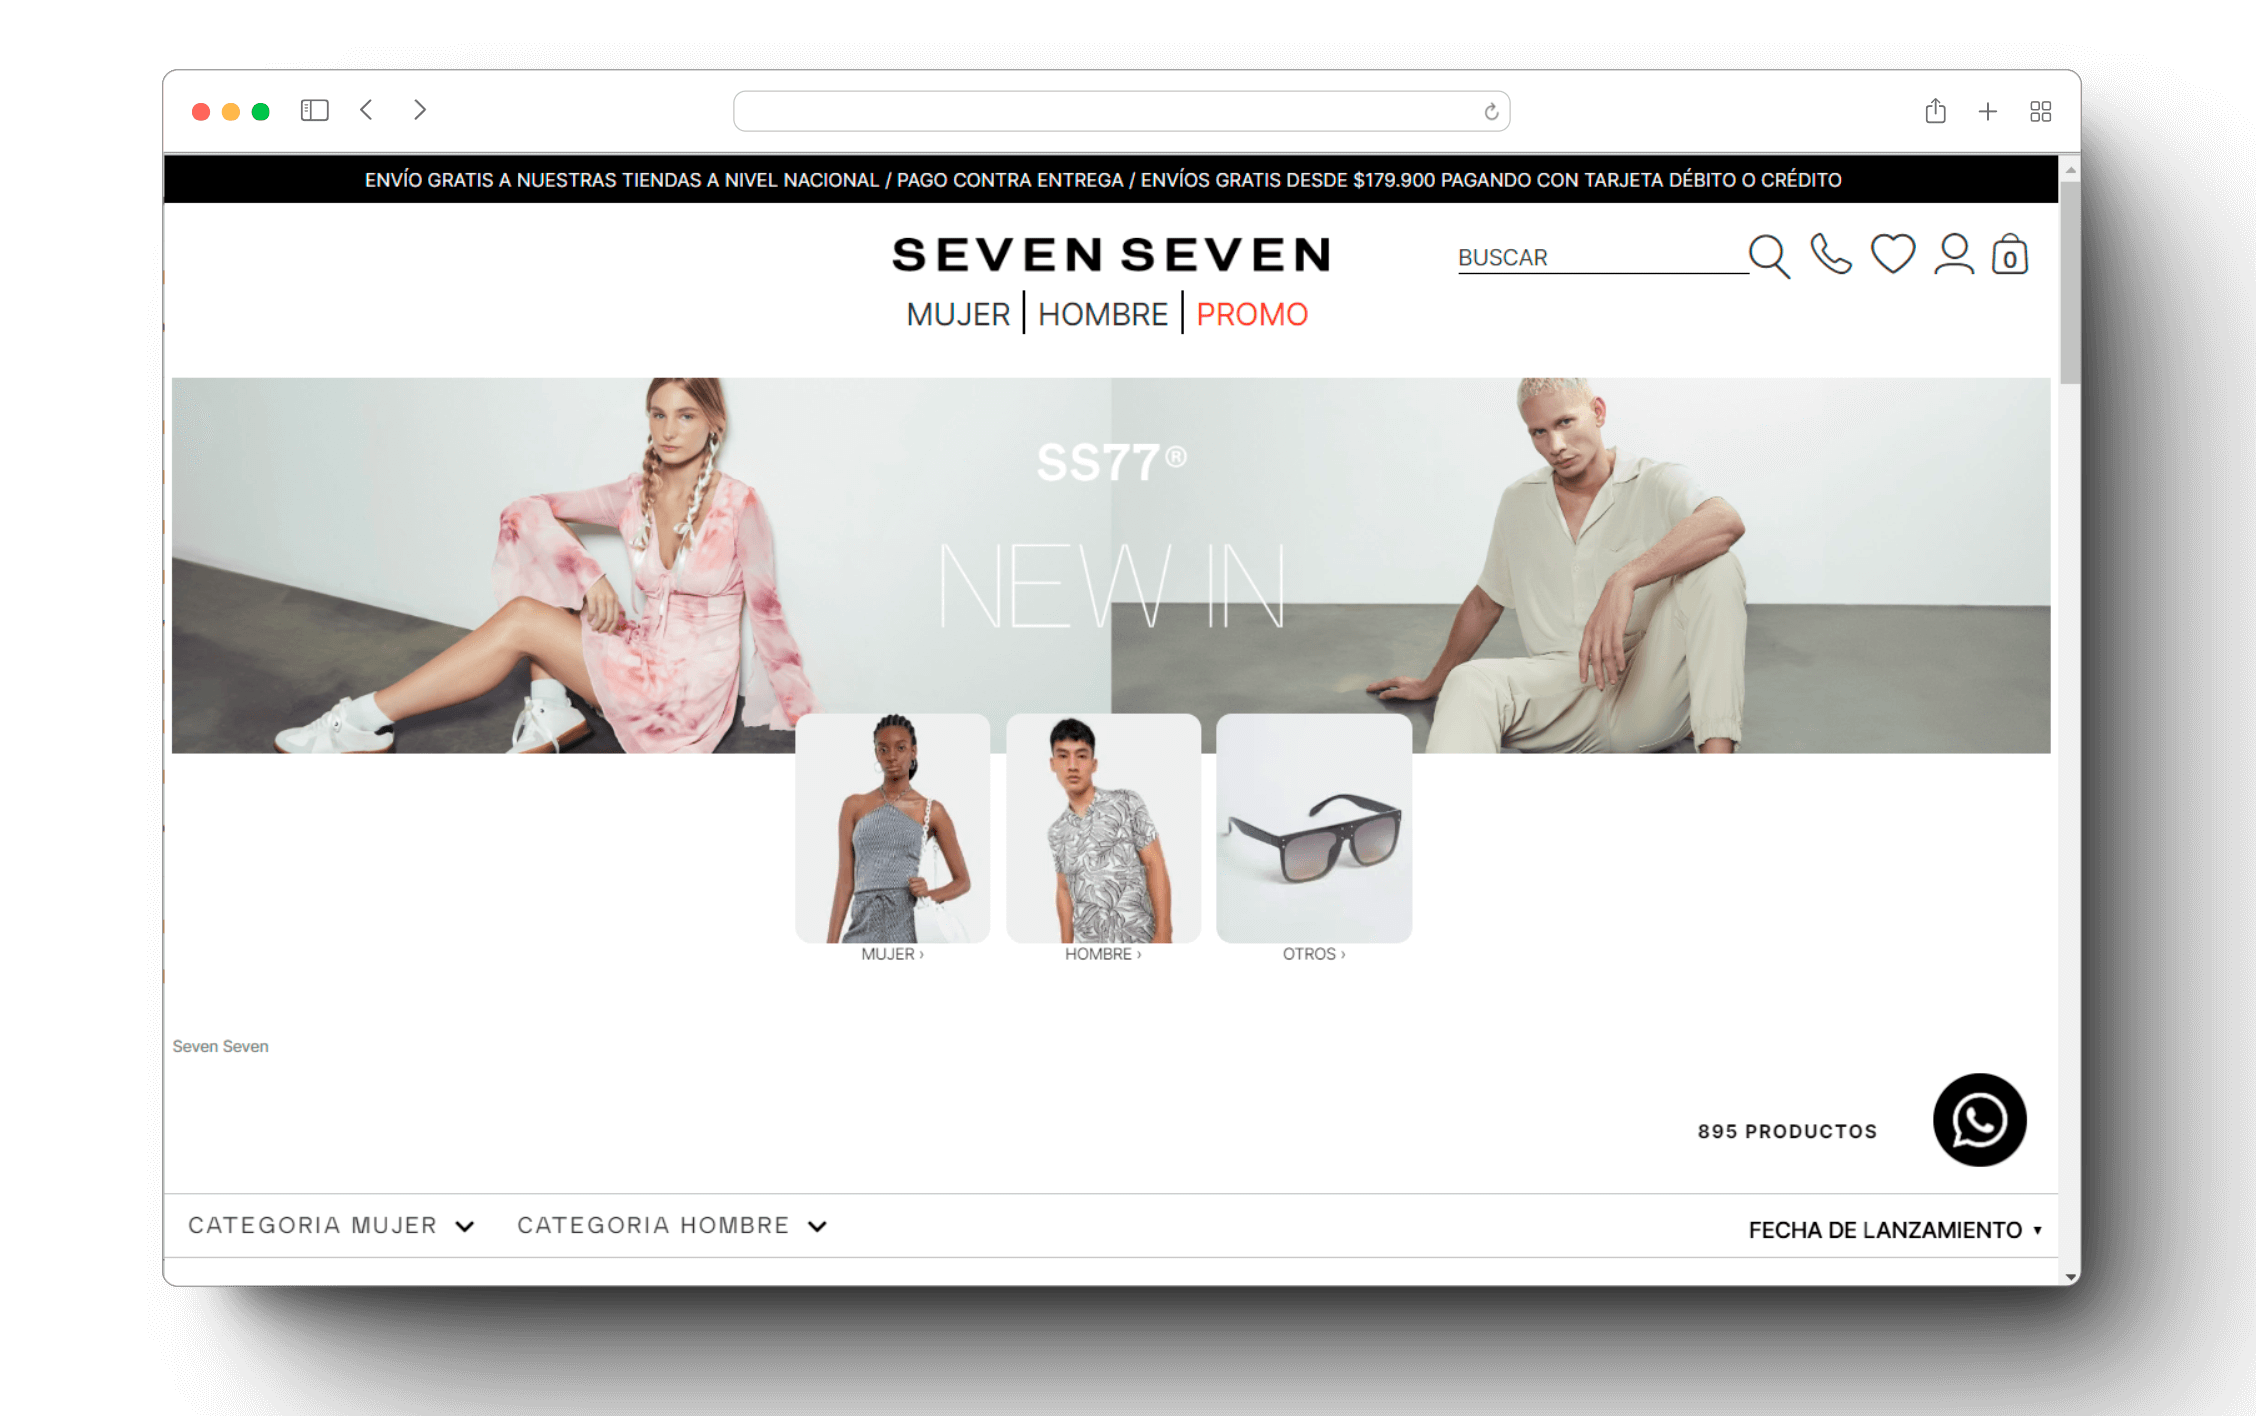 ENVÍO GRATIS A NUESTRAS TIENDAS A NIVEL NACIONAL / PAGO CONTRA ENTREGA / ENVÍOS GRATIS DESDE $179.900 PAGANDO CON TARJETA DÉBITO O CRÉDITO
SEVEN SEVEN
BUSCAR
0
MUJER | HOMBRE | PROMO
SS77®
NEW IN
MUJER ›
HOMBRE ›
OTROS ›
Seven Seven
895 PRODUCTOS
CATEGORIA MUJER
CATEGORIA HOMBRE
FECHA DE LANZAMIENTO